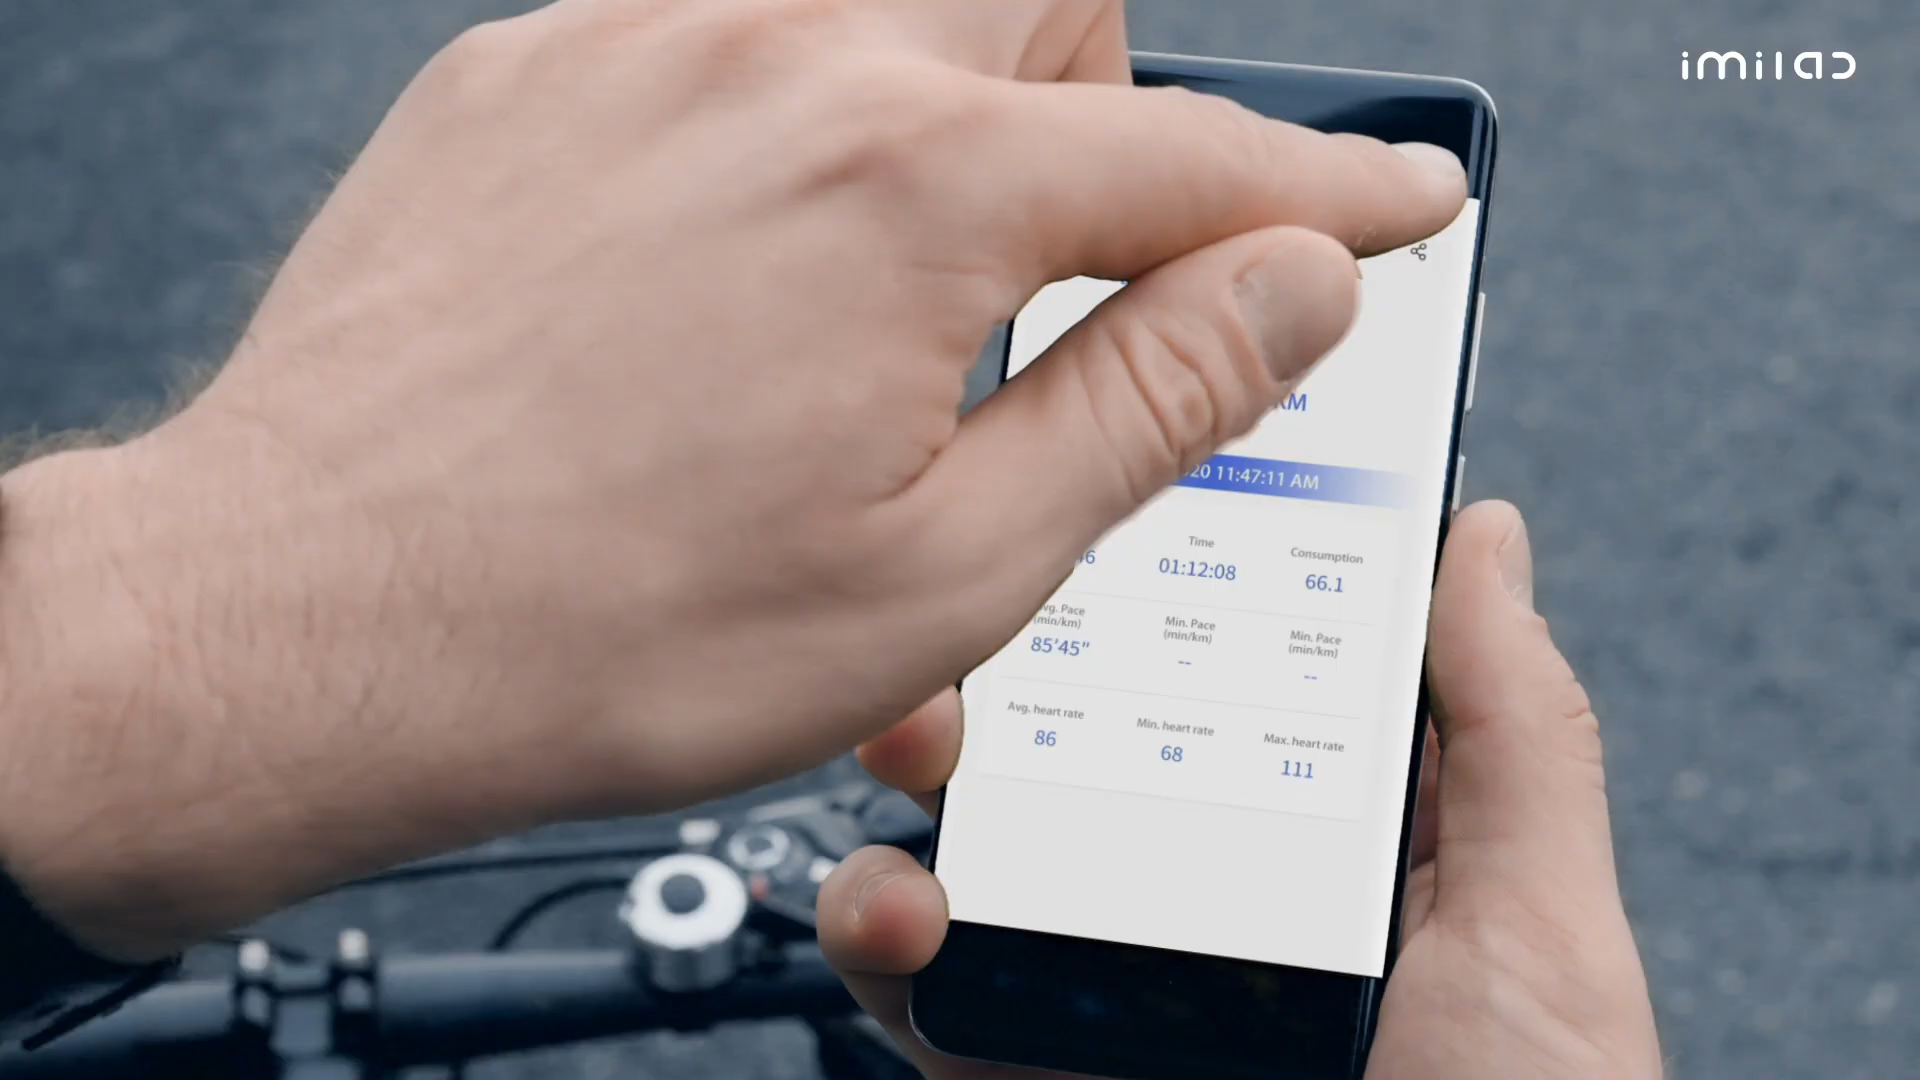 imilab
KM
20 11:47:11 AM
Time
Consumption
46
01:12:08
66.1
vg. Pace
(min/km)
Min. Pace
(min/km)
Min. Pace
(min/km)
85'45"
--
--
Avg. heart rate
Min. heart rate
Max. heart rate
86
68
111